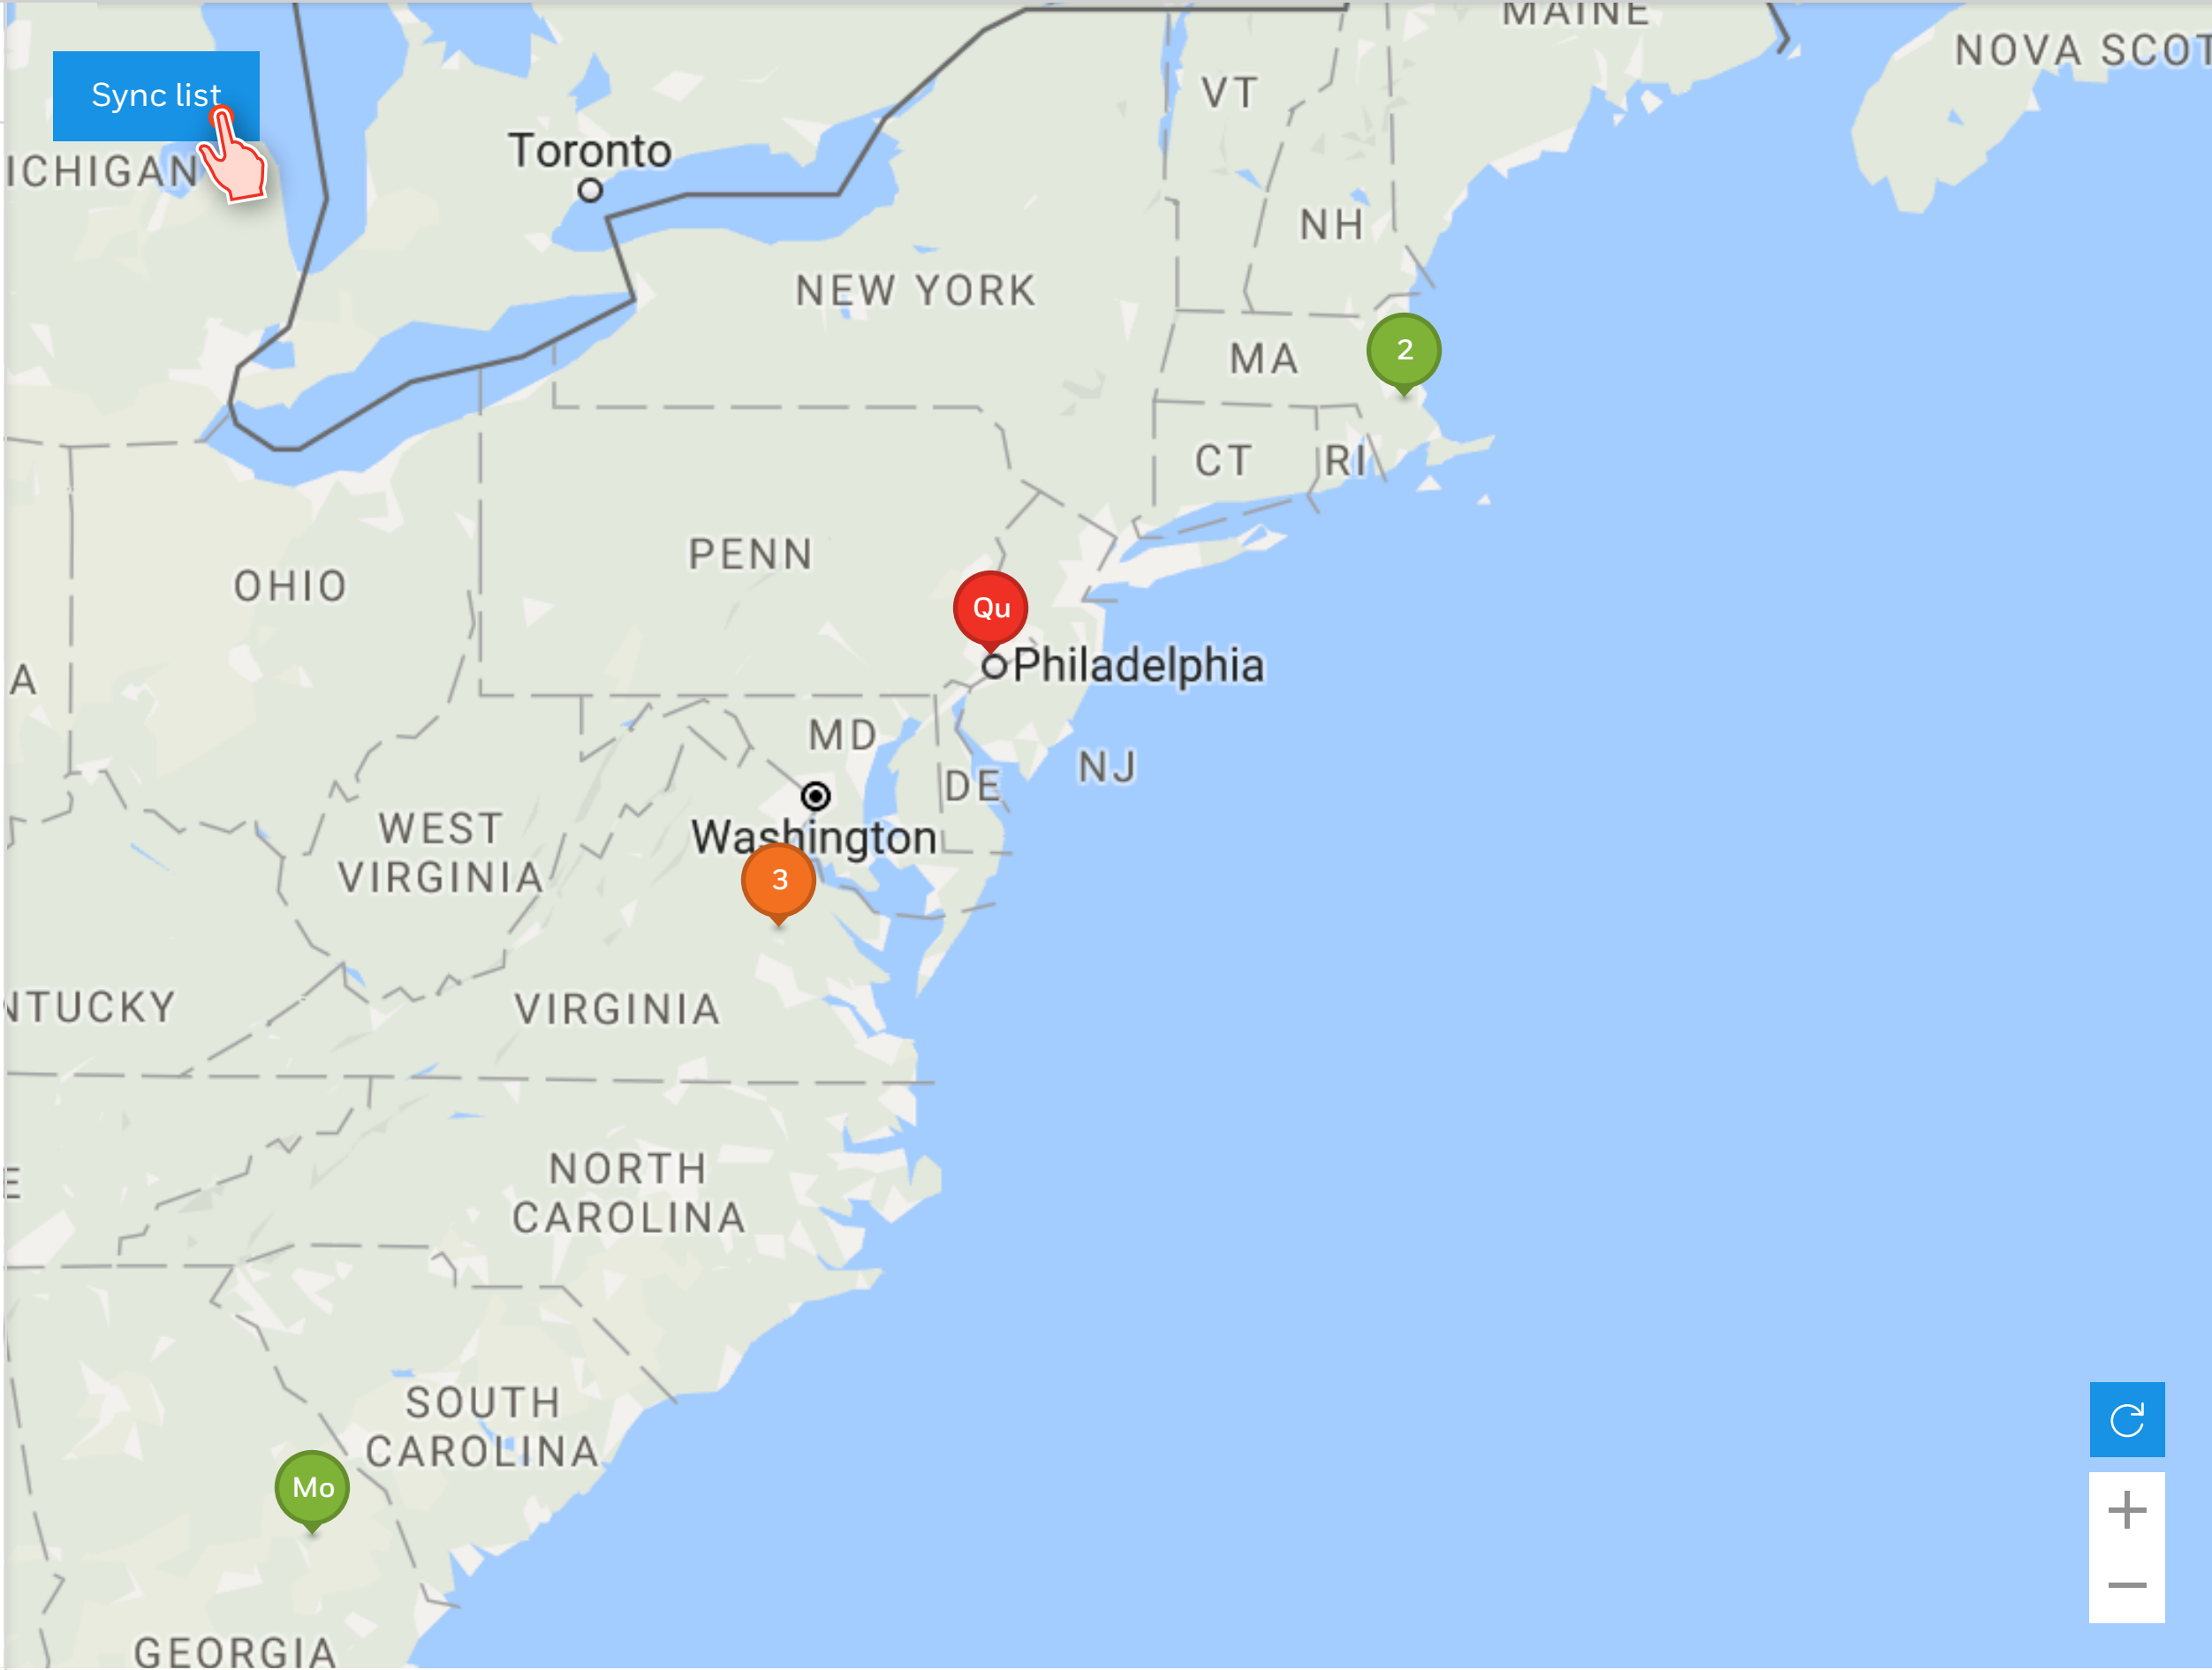 MAINE
NOVA SCOT
Sync list
VT
Toronto
ICHIGAN
NH
NEW YORK
2
MA
CT
RI
PENN
OHIO
Qu
Philadelphia
A
MD
NJ
DE
WEST
VIRGINIA
Washington
3
NTUCKY
VIRGINIA
E
NORTH
CAROLINA
SOUTH
CAROLINA
Mo
GEORGIA